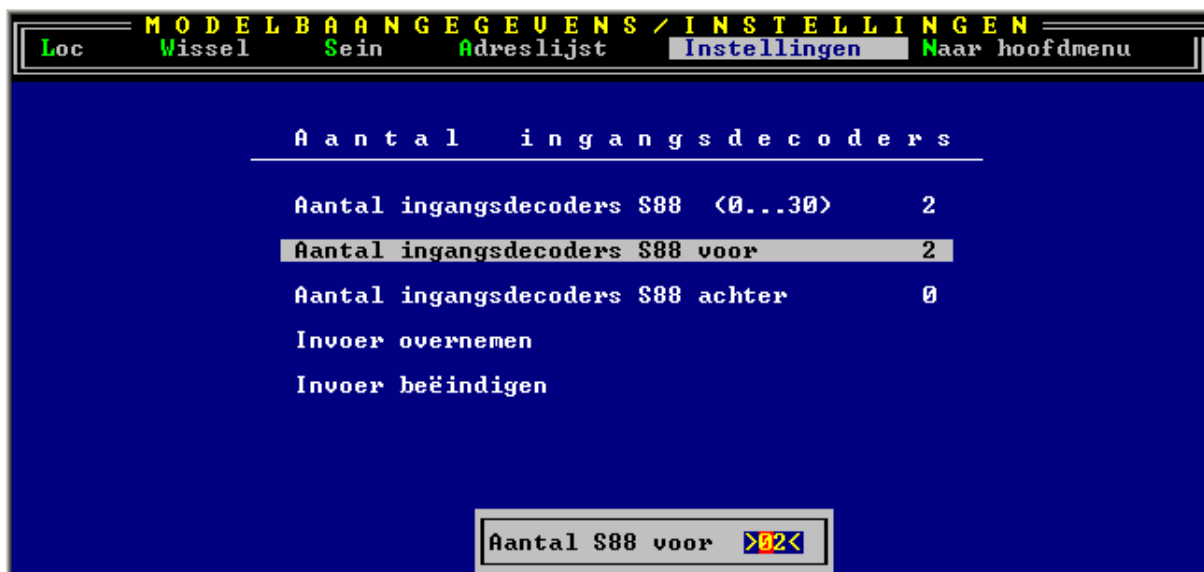 MODELBAANGEGEVENS/INSTELLINGEN
Loc Wissel Sein Adreslijst Instellingen Naar hoofdmenu
Aantal ingangsdecoders
Aantal ingangsdecoders S88 (0...30) 2
Aantal ingangsdecoders S88 voor 2
Aantal ingangsdecoders S88 achter 0
Invoer overnemen
Invoer beëindigen
Aantal S88 voor >02<